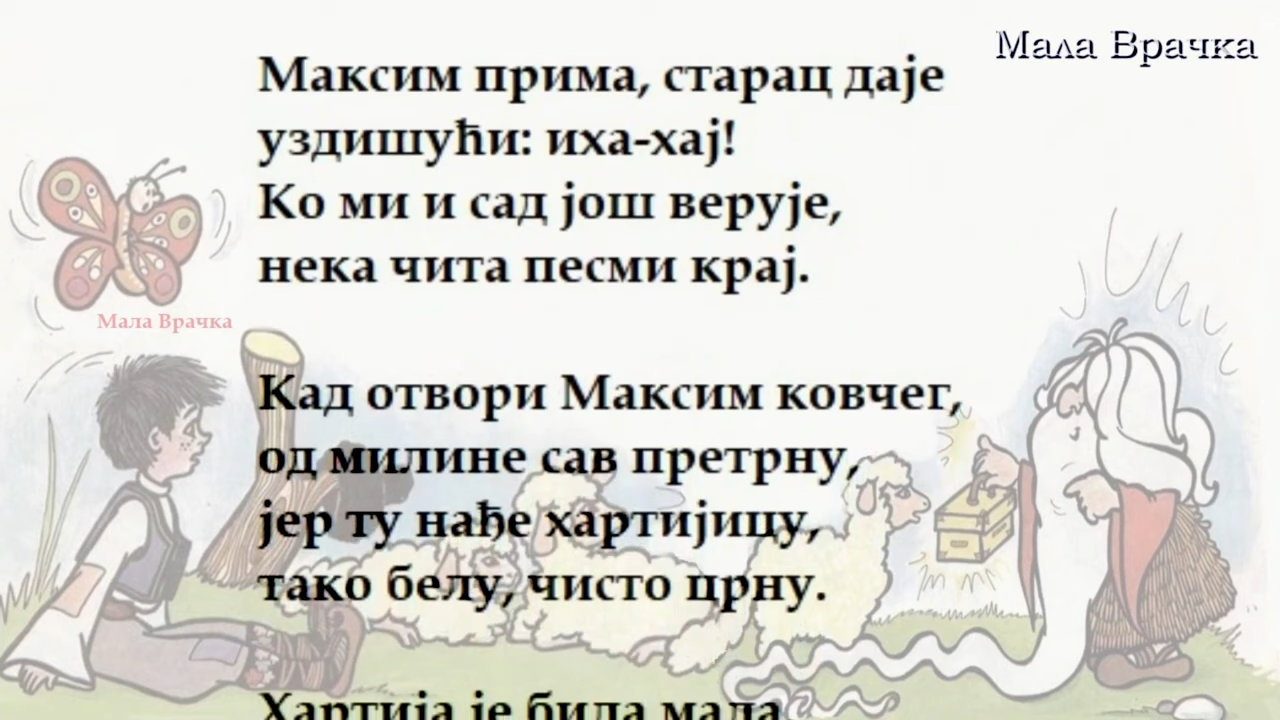 Мала Врачка
Максим прима, старац даје
уздишући: иха-хај!
Ко ми и сад још верује,
нека чита песми крај.
Мала Врачка
Кад отвори Максим ковчег,
од милине сав претрну,
јер ту нађе хартијицу,
тако белу, чисто црну.
Хартија је била мала